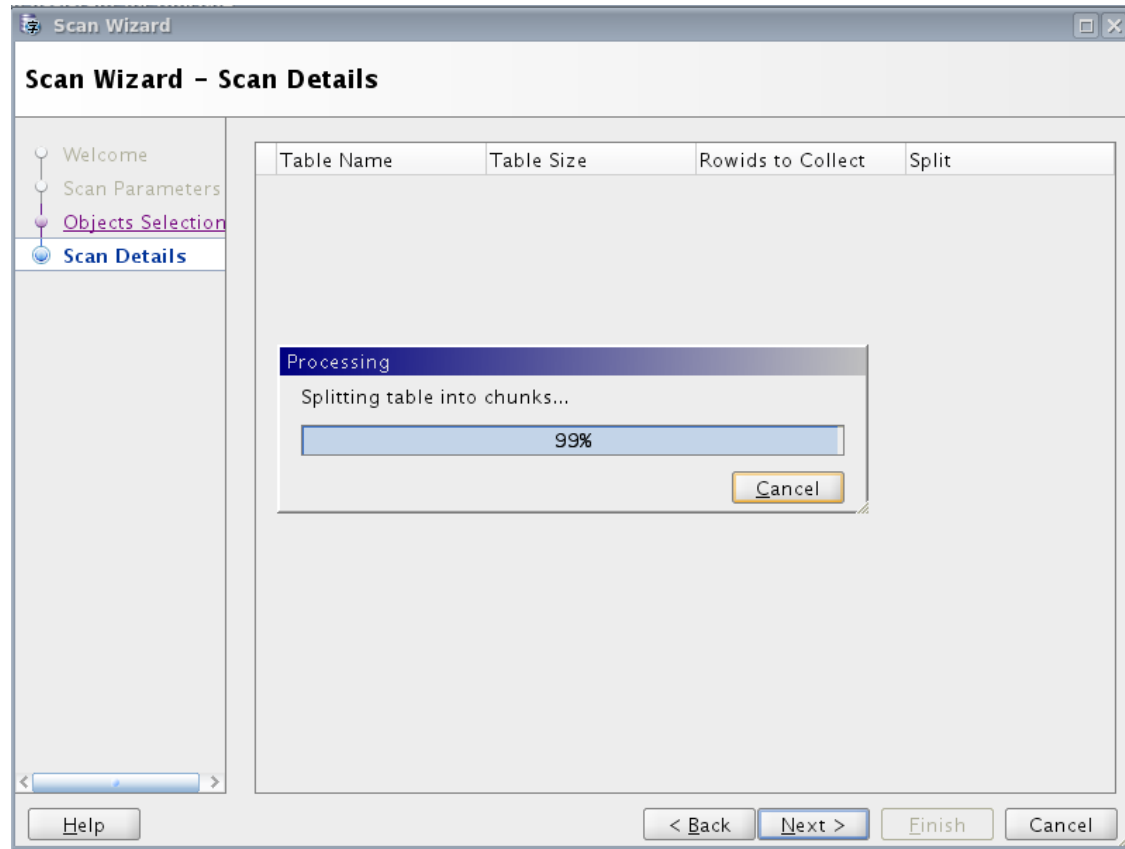 Scan Wizard
Scan Wizard – Scan Details
Welcome
Scan Parameters
Objects Selection
Scan Details
Table Name Table Size Rowids to Collect Split
Processing
Splitting table into chunks...
99%
Cancel
Help < Back Next > Finish Cancel